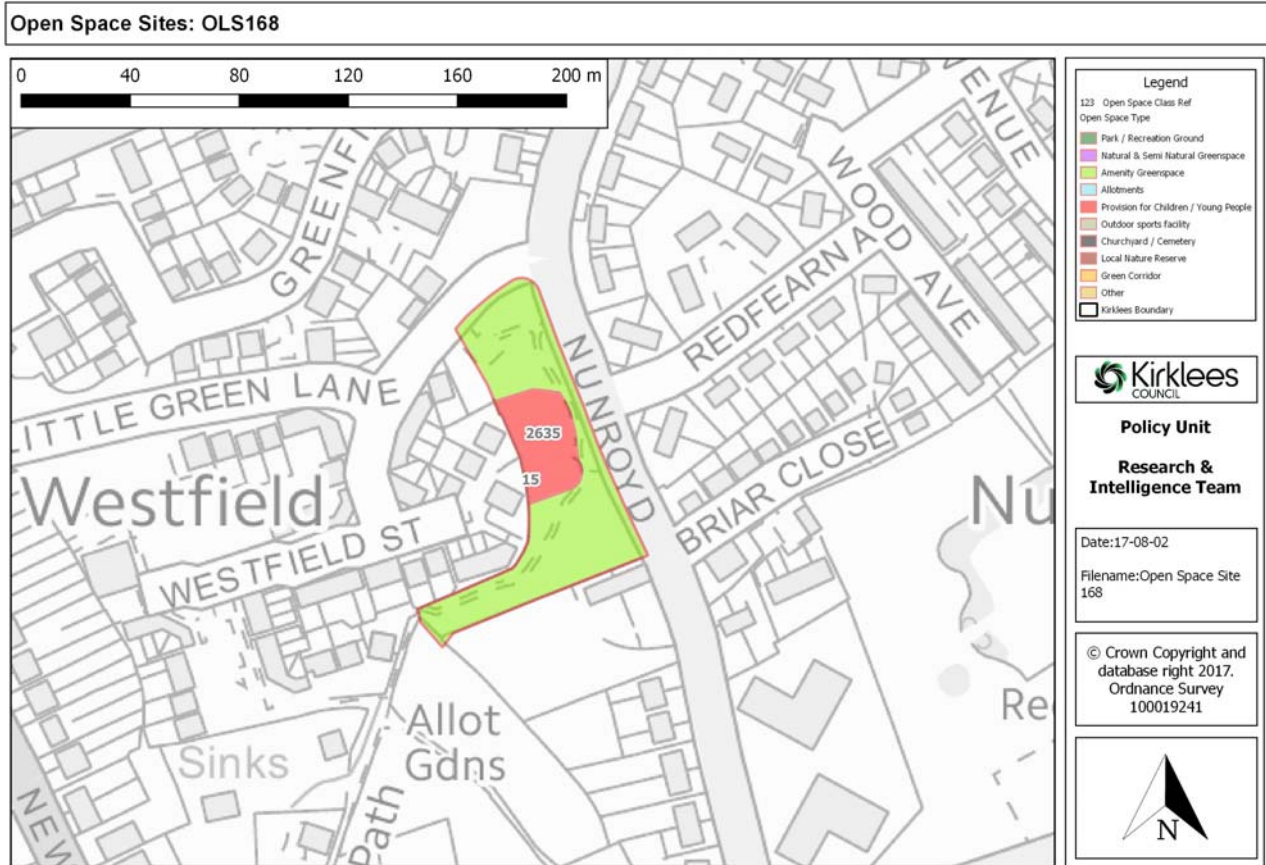 Open Space Sites: OLS168
0 40 80 120 160 200 m
GREENFI
LITTLE GREEN LANE
Westfield
WESTFIELD ST
2635
15
NUNROYD
REDFEARN
WOOD AVE
AVENUE
BRIAR CLOSE
Nu
Allot
Gdns
Sinks
Path
NEW
Re
Legend
123 Open Space Class Ref
Open Space Type
Park / Recreation Ground
Natural & Semi Natural Greenspace
Amenity Greenspace
Allotments
Provision for Children / Young People
Outdoor sports facility
Churchyard / Cemetery
Local Nature Reserve
Green Corridor
Other
Kirklees Boundary
Kirklees
COUNCIL
Policy Unit
Research &
Intelligence Team
Date:17-08-02
Filename:Open Space Site
168
© Crown Copyright and
database right 2017.
Ordnance Survey
100019241
N